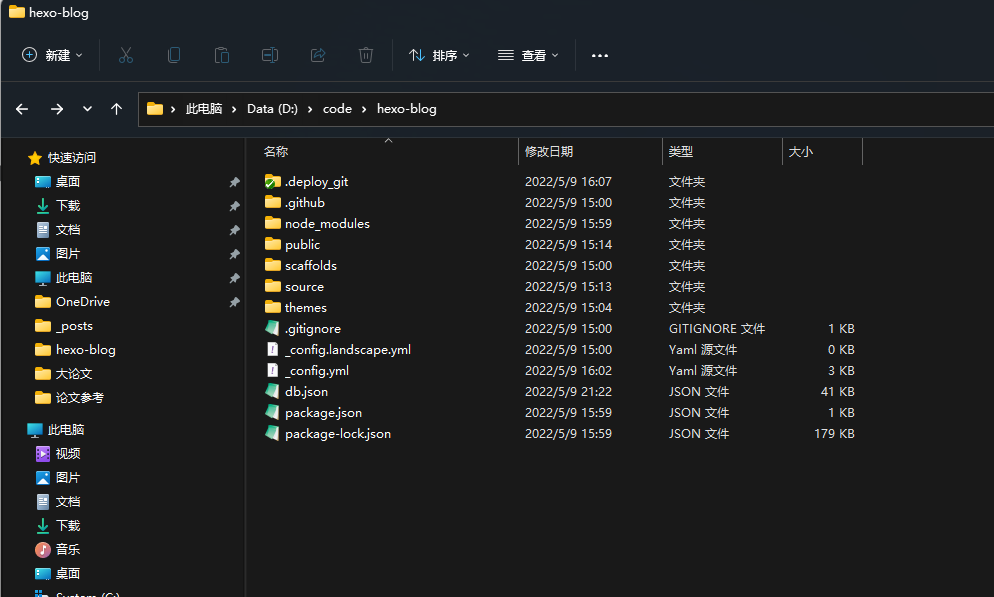 hexo-blog
新建 排序 查看
此电脑 Data (D:) code hexo-blog
名称 修改日期 类型 大小
.deploy_git 2022/5/9 16:07 文件夹
.github 2022/5/9 15:00 文件夹
node_modules 2022/5/9 15:59 文件夹
public 2022/5/9 15:14 文件夹
scaffolds 2022/5/9 15:00 文件夹
source 2022/5/9 15:13 文件夹
themes 2022/5/9 15:04 文件夹
.gitignore 2022/5/9 15:00 GITIGNORE 文件 1 KB
_config.landscape.yml 2022/5/9 15:00 Yaml 源文件 0 KB
_config.yml 2022/5/9 16:02 Yaml 源文件 3 KB
db.json 2022/5/9 21:22 JSON 文件 41 KB
package.json 2022/5/9 15:59 JSON 文件 1 KB
package-lock.json 2022/5/9 15:59 JSON 文件 179 KB
快速访问
桌面
下载
文档
图片
此电脑
OneDrive
_posts
hexo-blog
大论文
论文参考
此电脑
视频
图片
文档
下载
音乐
桌面
System (C:)